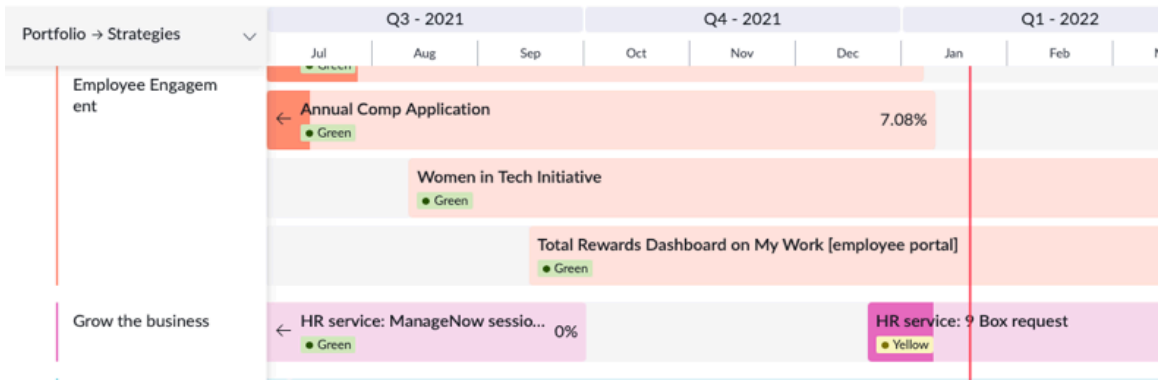 Portfolio → Strategies
Q3 - 2021 Q4 - 2021 Q1 - 2022
Jul Aug Sep Oct Nov Dec Jan Feb
Green
Employee Engagem
ent
← Annual Comp Application 7.08%
Green
Women in Tech Initiative
Green
Total Rewards Dashboard on My Work [employee portal]
Green
Grow the business
← HR service: ManageNow sessio... 0%
Green
HR service: 9 Box request
Yellow